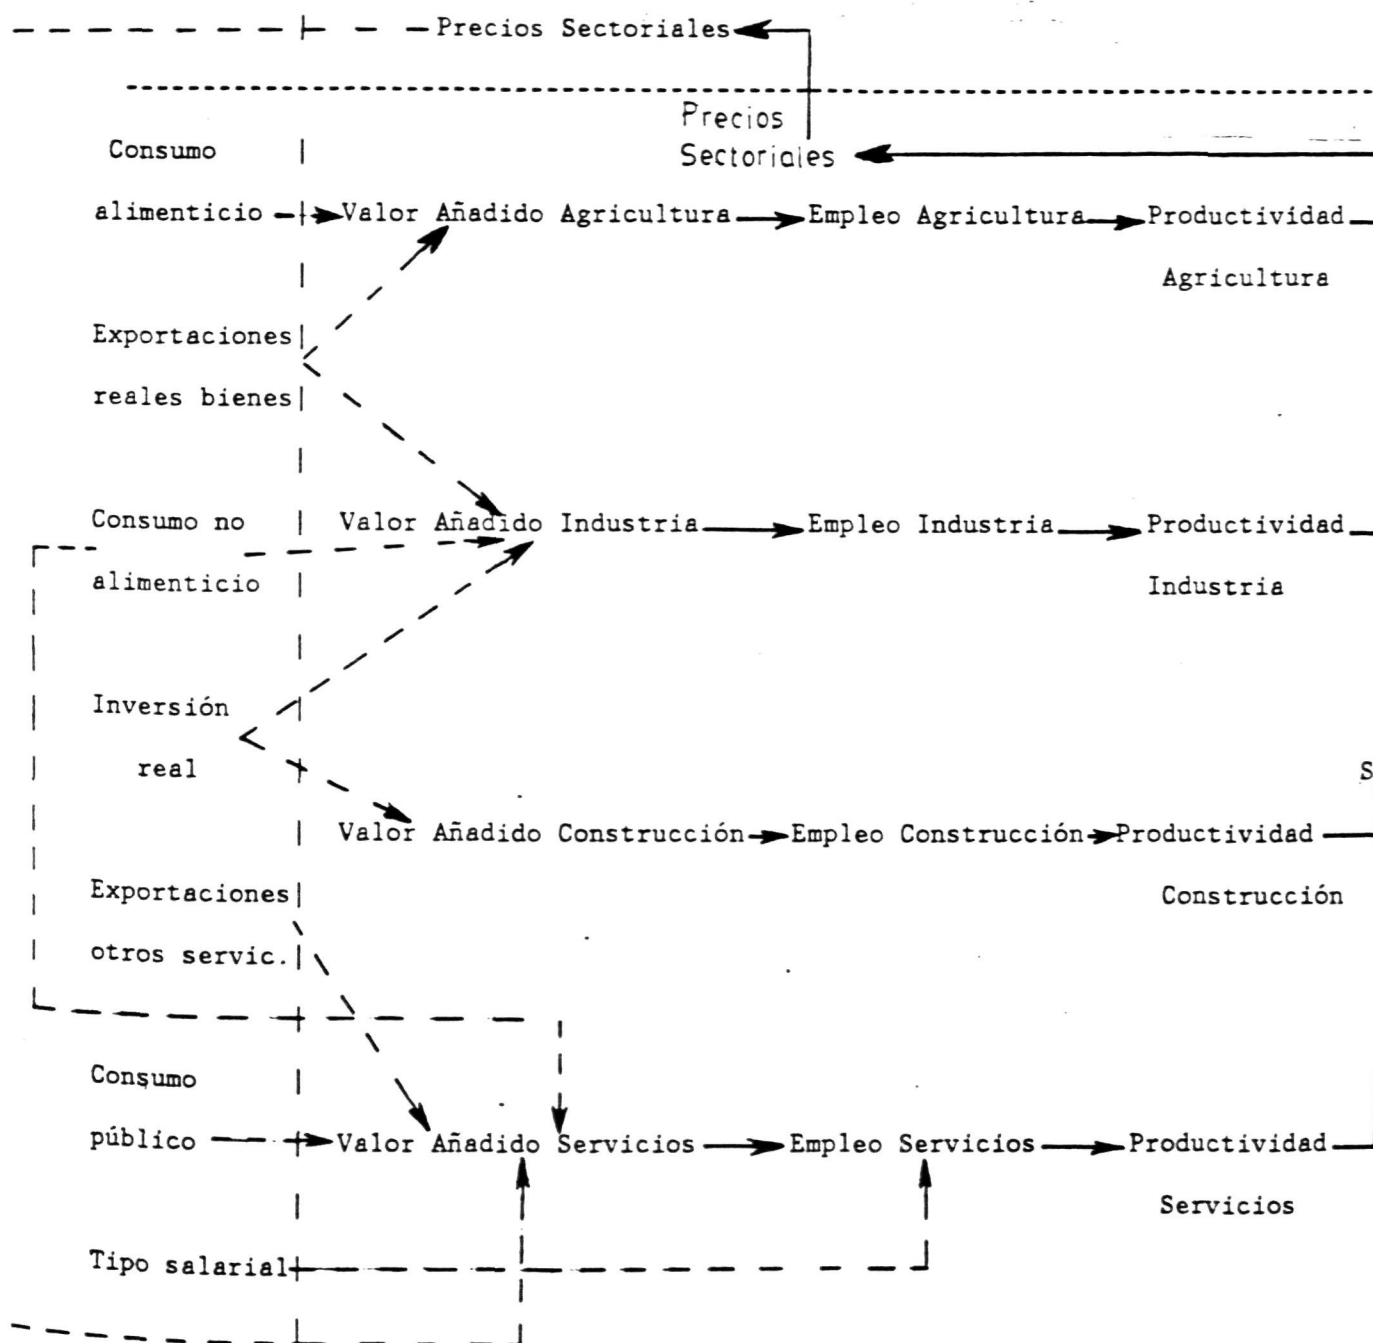 Precios Sectoriales
Precios
Sectoriales
Consumo
alimenticio Valor Añadido Agricultura Empleo Agricultura Productividad
Agricultura
Exportaciones
reales bienes
Consumo no Valor Añadido Industria Empleo Industria Productividad
alimenticio Industria
Inversión
real S
Valor Añadido Construcción Empleo Construcción Productividad
Exportaciones Construcción
otros servic.
Consumo
público Valor Añadido Servicios Empleo Servicios Productividad
Servicios
Tipo salarial